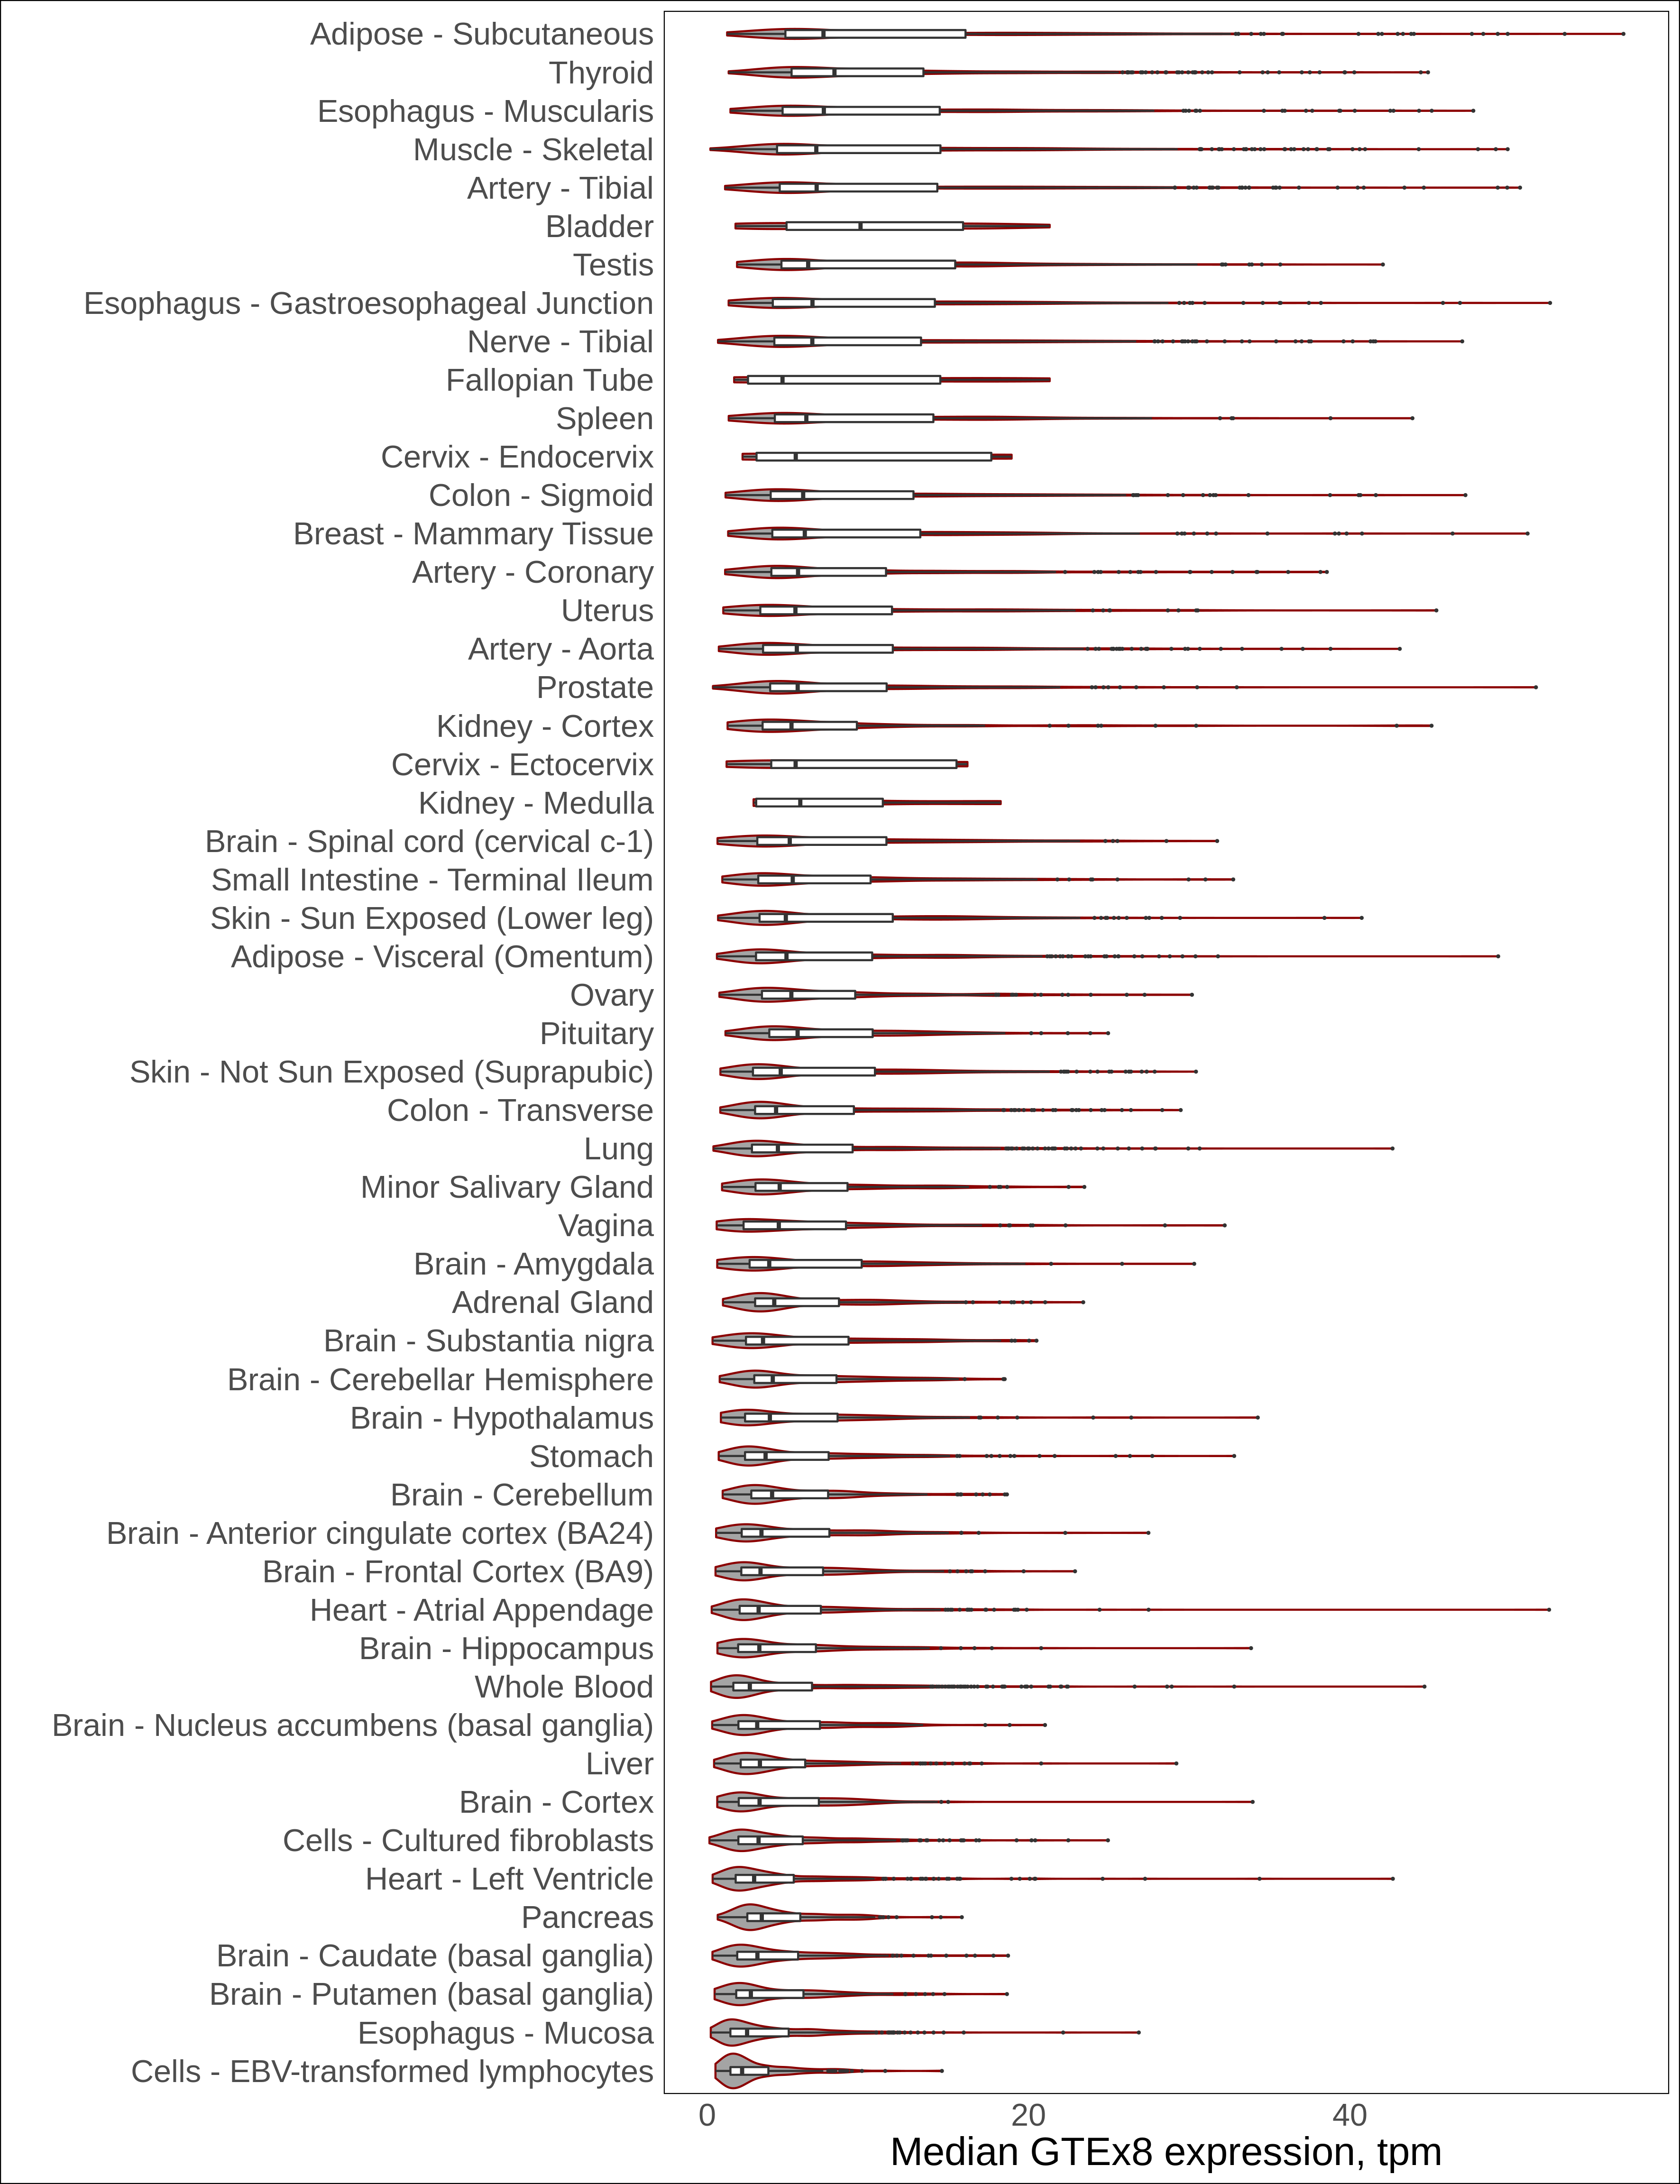 Adipose - Subcutaneous
Thyroid
Esophagus - Muscularis
Muscle - Skeletal
Artery - Tibial
Bladder
Testis
Esophagus - Gastroesophageal Junction
Nerve - Tibial
Fallopian Tube
Spleen
Cervix - Endocervix
Colon - Sigmoid
Breast - Mammary Tissue
Artery - Coronary
Uterus
Artery - Aorta
Prostate
Kidney - Cortex
Cervix - Ectocervix
Kidney - Medulla
Brain - Spinal cord (cervical c-1)
Small Intestine - Terminal Ileum
Skin - Sun Exposed (Lower leg)
Adipose - Visceral (Omentum)
Ovary
Pituitary
Skin - Not Sun Exposed (Suprapubic)
Colon - Transverse
Lung
Minor Salivary Gland
Vagina
Brain - Amygdala
Adrenal Gland
Brain - Substantia nigra
Brain - Cerebellar Hemisphere
Brain - Hypothalamus
Stomach
Brain - Cerebellum
Brain - Anterior cingulate cortex (BA24)
Brain - Frontal Cortex (BA9)
Heart - Atrial Appendage
Brain - Hippocampus
Whole Blood
Brain - Nucleus accumbens (basal ganglia)
Liver
Brain - Cortex
Cells - Cultured fibroblasts
Heart - Left Ventricle
Pancreas
Brain - Caudate (basal ganglia)
Brain - Putamen (basal ganglia)
Esophagus - Mucosa
Cells - EBV-transformed lymphocytes
0 20 40
Median GTEx8 expression, tpm